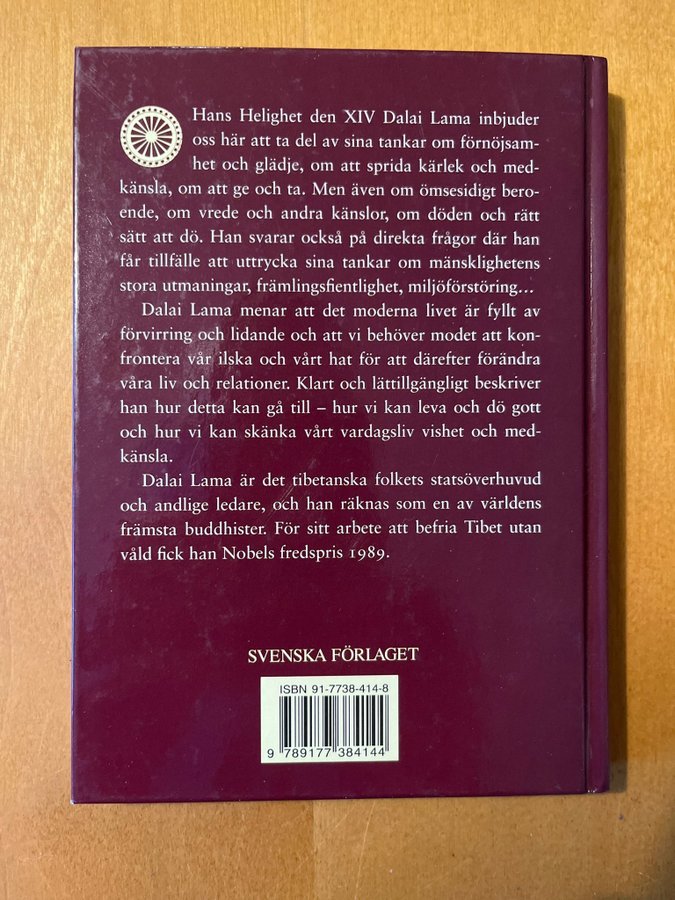 Hans Helighet den XIV Dalai Lama inbjuder
oss här att ta del av sina tankar om förnöjsam-
het och glädje, om att sprida kärlek och med-
känsla, om att ge och ta. Men även om ömsesidigt bero-
ende, om vrede och andra känslor, om döden och rätt
sätt att dö. Han svarar också på direkta frågor där han
får tillfälle att uttrycka sina tankar om mänsklighetens
stora utmaningar, främlingsfientlighet, miljöförstöring…
Dalai Lama menar att det moderna livet är fyllt av
förvirring och lidande och att vi behöver modet att kon-
frontera vår ilska och vårt hat för att därefter förändra
våra liv och relationer. Klart och lättillgängligt beskriver
han hur detta kan gå till – hur vi kan leva och dö gott
och hur vi kan skänka vårt vardagsliv vishet och med-
känsla.
Dalai Lama är det tibetanska folkets statsöverhuvud
och andlige ledare, och han räknas som en av världens
främsta buddhister. För sitt arbete att befria Tibet utan
våld fick han Nobels fredspris 1989.
SVENSKA FÖRLAGET
ISBN 91-7738-414-8
9 789177 384144